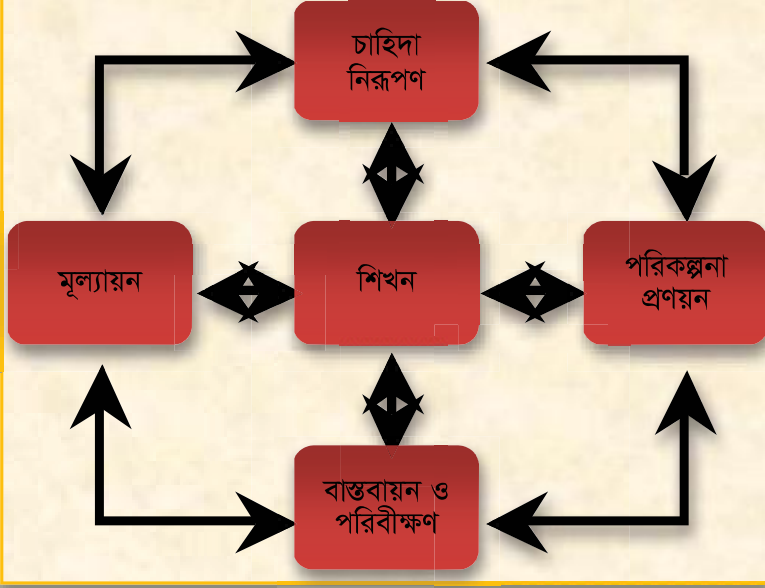 চাহিদা
নিরূপণ
মূল্যায়ন
শিখন
পরিকল্পনা
প্রণয়ন
বাস্তবায়ন ও
পরিবীক্ষণ